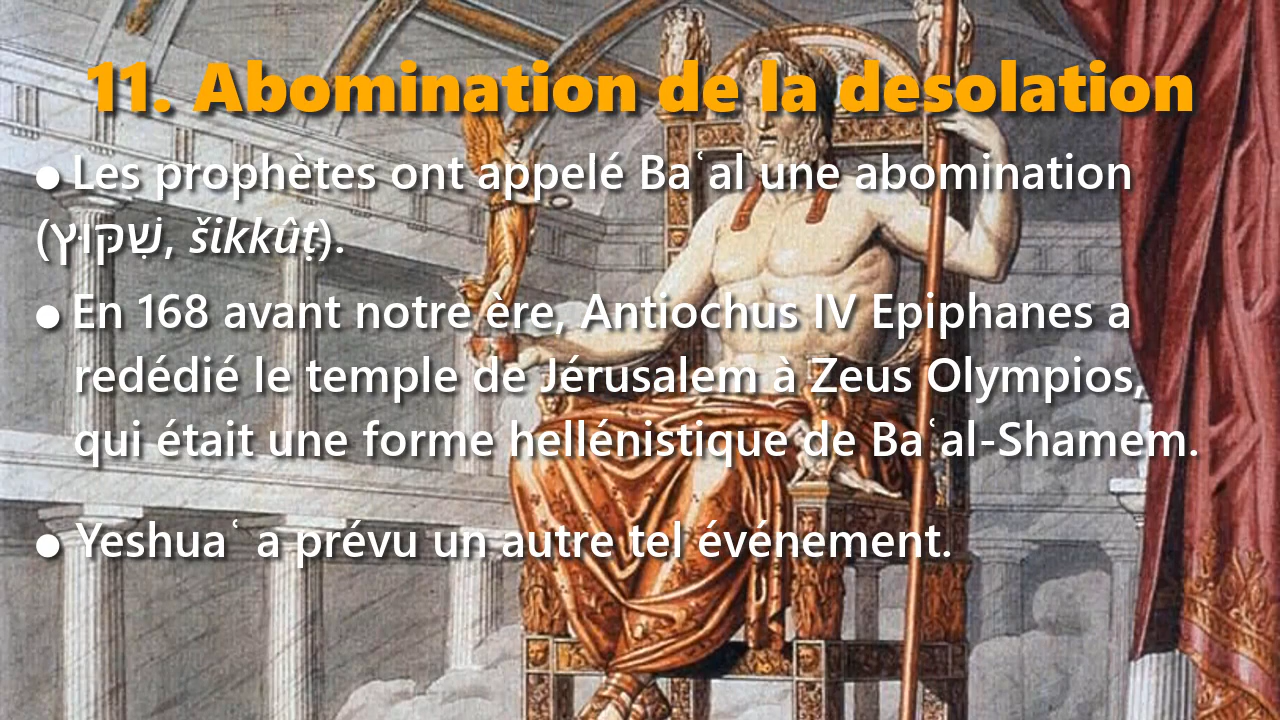 11. Abomination de la desolation
● Les prophètes ont appelé Baʿal une abomination
(שִׁקּוּץ, šikkûṭ).
● En 168 avant notre ère, Antiochus IV Epiphanes a
redédié le temple de Jérusalem à Zeus Olympios,
qui était une forme hellénistique de Baʿal-Shamem.
● Yeshuaʿ a prévu un autre tel événement.